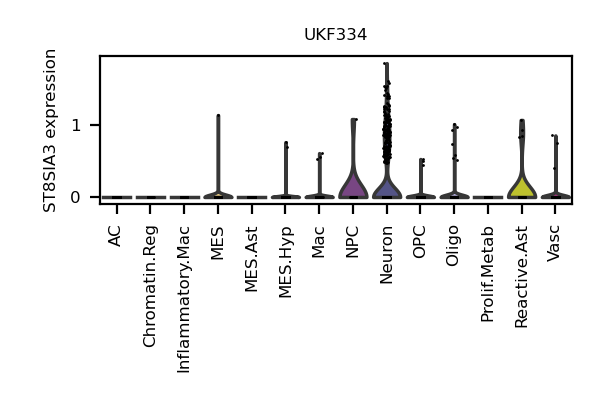 UKF334
ST8SIA3 expression
1
0
AC
Chromatin.Reg
Inflammatory.Mac
MES
MES.Ast
MES.Hyp
Mac
NPC
Neuron
OPC
Oligo
Prolif.Metab
Reactive.Ast
Vasc